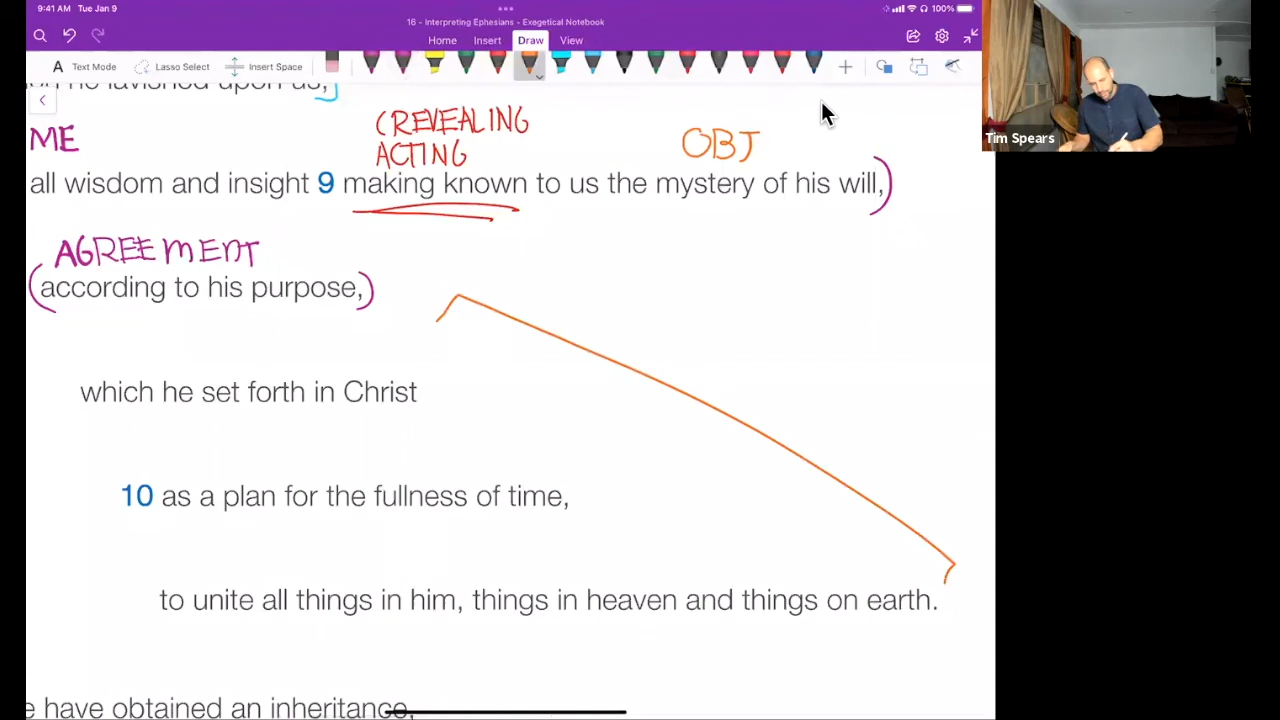 9:41 AM Tue Jan 9
100%
16 - Interpreting Ephesians - Exegetical Notebook
Home Insert Draw View
Text Mode Lasso Select Insert Space
he lavished upon us,
Tim Spears
ME
(REVEALING
ACTING
OBJ
all wisdom and insight 9 making known to us the mystery of his will,)
AGREEMENT
(according to his purpose,)
which he set forth in Christ
10 as a plan for the fullness of time,
to unite all things in him, things in heaven and things on earth.
have obtained an inheritance,